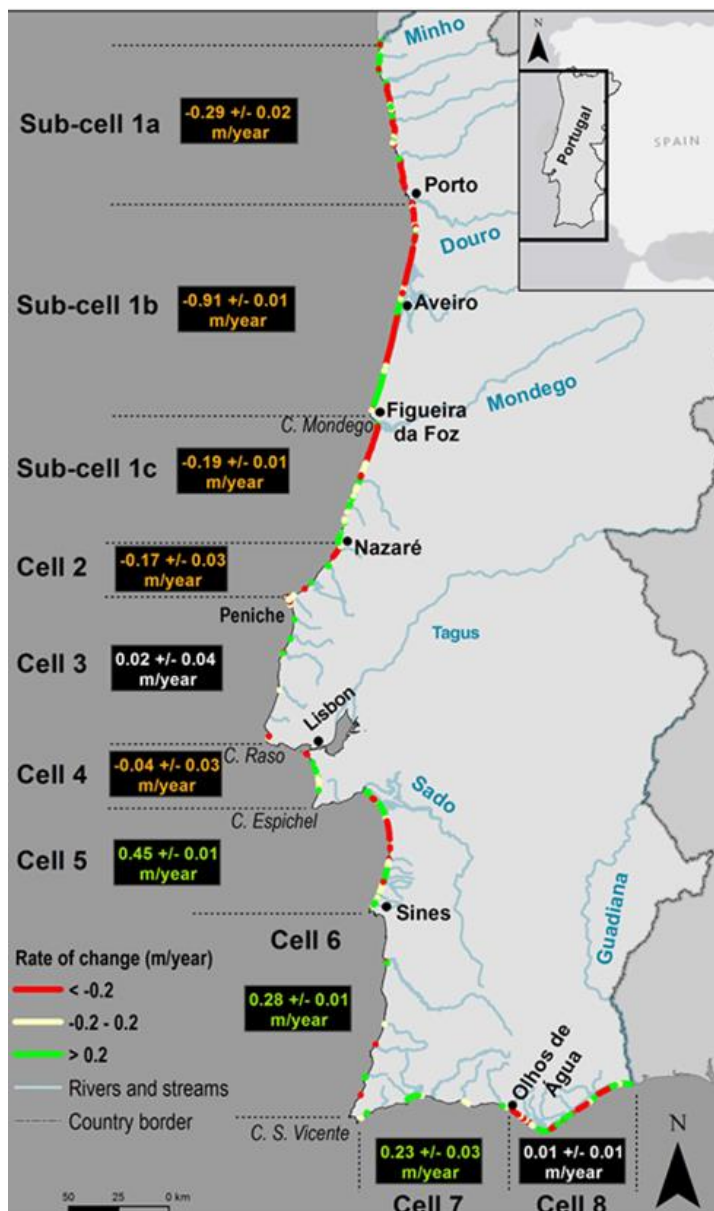 Minho
N
SPAIN
Portugal
Sub-cell 1a
-0.29 +/- 0.02
m/year
Porto
Douro
Sub-cell 1b
-0.91 +/- 0.01
m/year
Aveiro
Mondego
C. Mondego
Figueira
da Foz
Sub-cell 1c
-0.19 +/- 0.01
m/year
Nazaré
Cell 2
-0.17 +/- 0.03
m/year
Peniche
Tagus
Cell 3
0.02 +/- 0.04
m/year
Lisbon
C. Raso
Cell 4
-0.04 +/- 0.03
m/year
Sado
C. Espichel
Cell 5
0.45 +/- 0.01
m/year
Guadiana
Sines
Cell 6
0.28 +/- 0.01
m/year
Rate of change (m/year)
< -0.2
-0.2 - 0.2
> 0.2
Rivers and streams
Country border
Olhos de
Água
C. S. Vicente
N
0.23 +/- 0.03
m/year
Cell 7
0.01 +/- 0.01
m/year
Cell 8
50 25 0 km